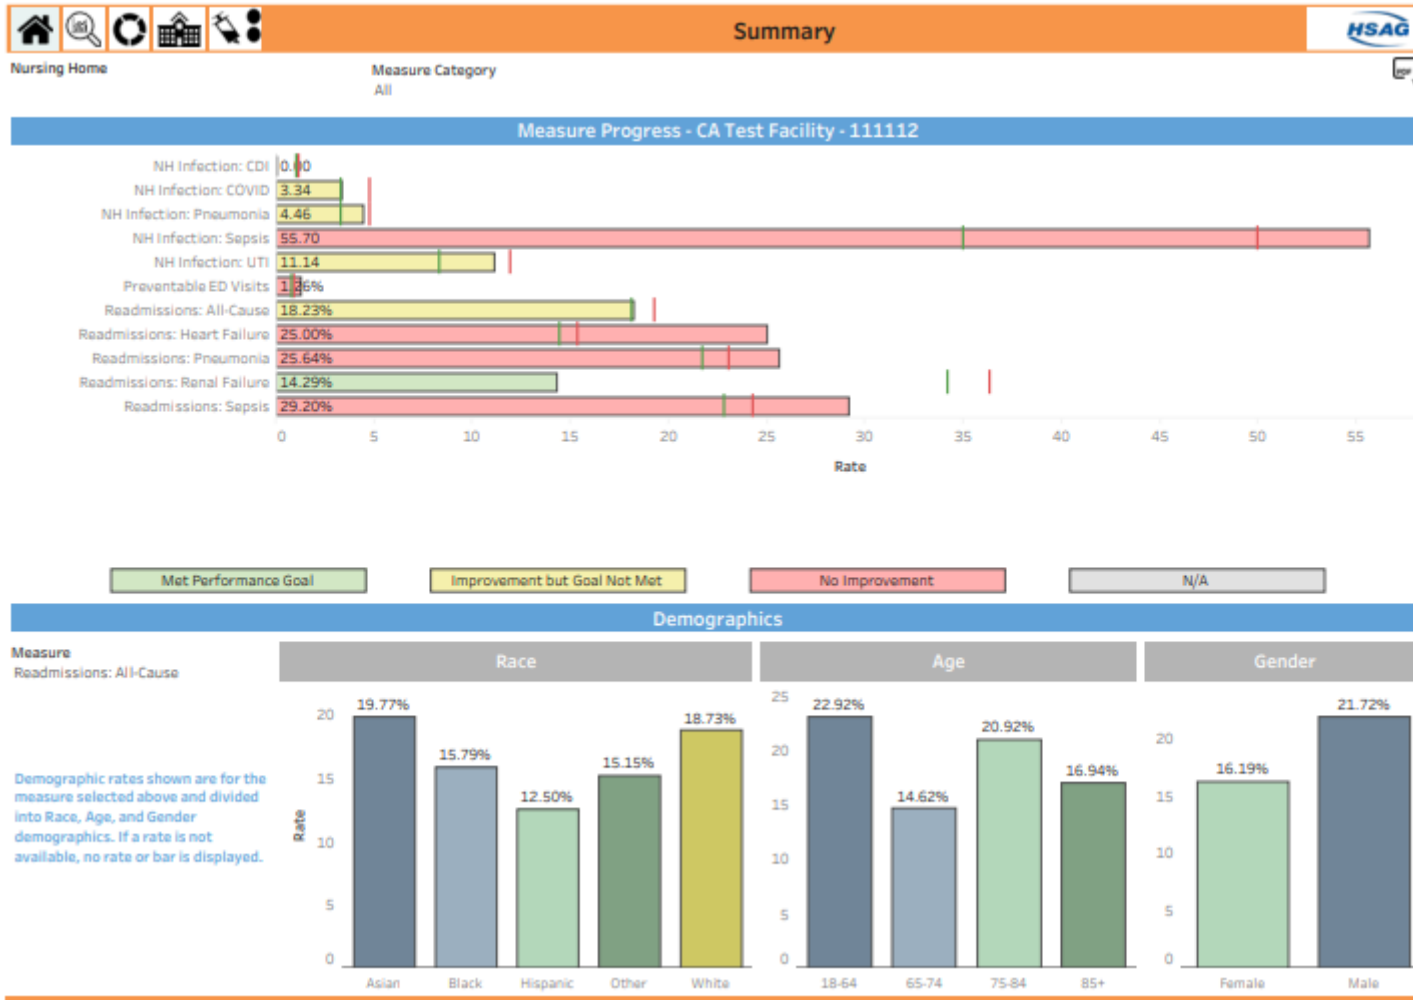 Summary
HSAG
Nursing Home
Measure Category
All
PDF
Measure Progress - CA Test Facility - 111112
NH Infection: CDI 0.00
NH Infection: COVID 3.34
NH Infection: Pneumonia 4.46
NH Infection: Sepsis 55.70
NH Infection: UTI 11.14
Preventable ED Visits 1.26%
Readmissions: All-Cause 18.23%
Readmissions: Heart Failure 25.00%
Readmissions: Pneumonia 25.64%
Readmissions: Renal Failure 14.29%
Readmissions: Sepsis 29.20%
0 5 10 15 20 25 30 35 40 45 50 55
Rate
Met Performance Goal
Improvement but Goal Not Met
No Improvement
N/A
Demographics
Measure
Readmissions: All-Cause
Demographic rates shown are for the
measure selected above and divided
into Race, Age, and Gender
demographics. If a rate is not
available, no rate or bar is displayed.
Race
Rate
20
15
10
5
0
19.77%
15.79%
12.50%
15.15%
18.73%
Asian Black Hispanic Other White
Age
25
20
15
10
5
0
22.92%
14.62%
20.92%
16.94%
18-64 65-74 75-84 85+
Gender
20
15
10
5
0
16.19%
21.72%
Female Male